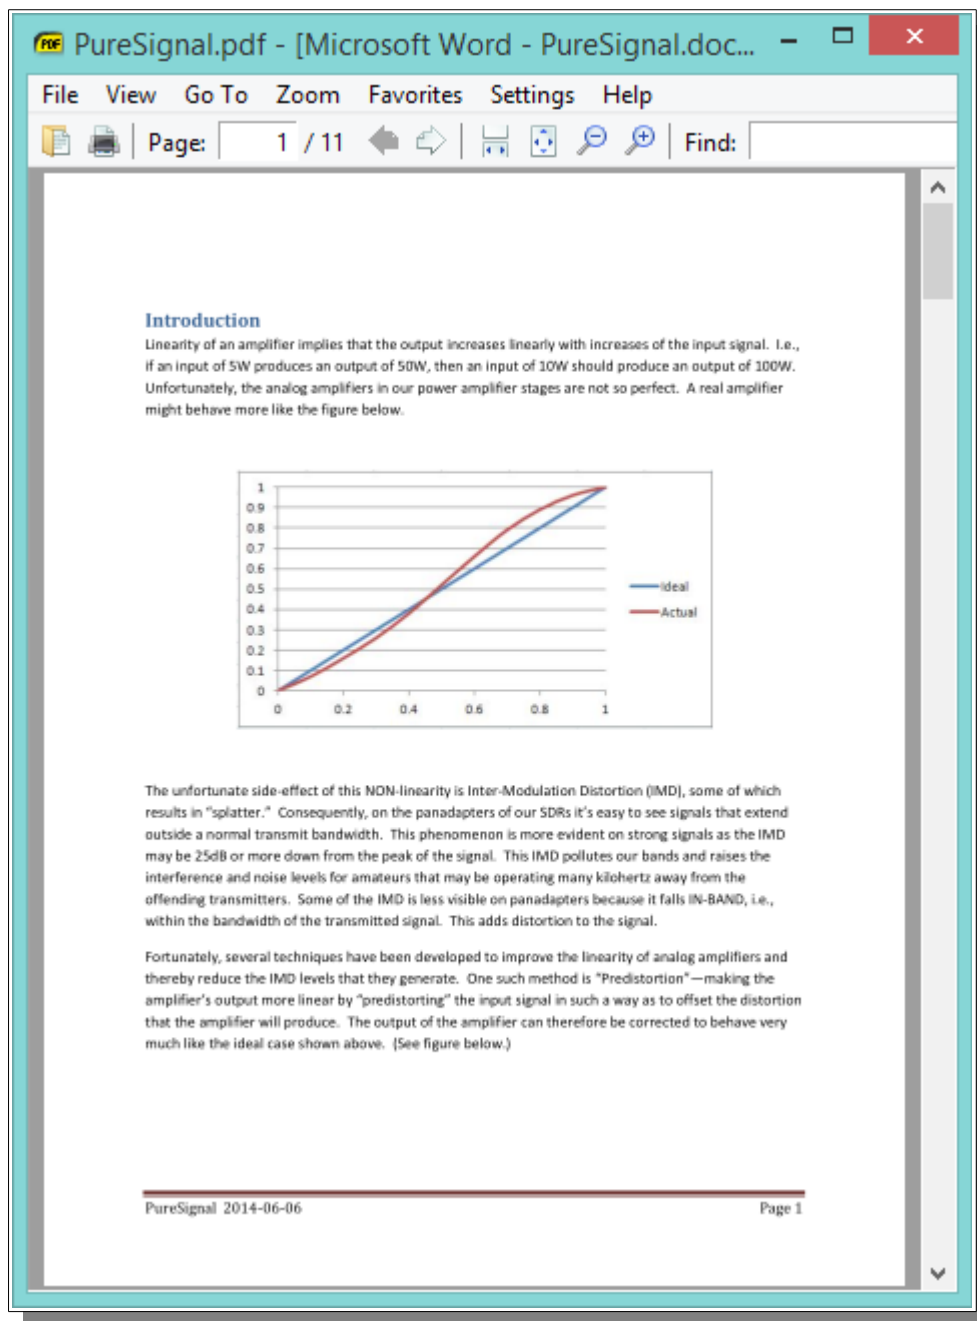 PDF
PureSignal.pdf - [Microsoft Word - PureSignal.doc...
File View Go To Zoom Favorites Settings Help
Page: 1 / 11 Find:
Introduction
Linearity of an amplifier implies that the output increases linearly with increases of the input signal. I.e.,
if an input of 5W produces an output of 50W, then an input of 10W should produce an output of 100W.
Unfortunately, the analog amplifiers in our power amplifier stages are not so perfect. A real amplifier
might behave more like the figure below.
1
0.9
0.8
0.7
0.6
0.5
0.4
0.3
0.2
0.1
0
0 0.2 0.4 0.6 0.8 1
Ideal
Actual
The unfortunate side-effect of this NON-linearity is Inter-Modulation Distortion (IMD), some of which
results in "splatter." Consequently, on the panadapters of our SDRs it's easy to see signals that extend
outside a normal transmit bandwidth. This phenomenon is more evident on strong signals as the IMD
may be 25dB or more down from the peak of the signal. This IMD pollutes our bands and raises the
interference and noise levels for amateurs that may be operating many kilohertz away from the
offending transmitters. Some of the IMD is less visible on panadapters because it falls IN-BAND, i.e.,
within the bandwidth of the transmitted signal. This adds distortion to the signal.
Fortunately, several techniques have been developed to improve the linearity of analog amplifiers and
thereby reduce the IMD levels that they generate. One such method is "Predistortion"—making the
amplifier's output more linear by "predistorting" the input signal in such a way as to offset the distortion
that the amplifier will produce. The output of the amplifier can therefore be corrected to behave very
much like the ideal case shown above. (See figure below.)
PureSignal 2014-06-06 Page 1